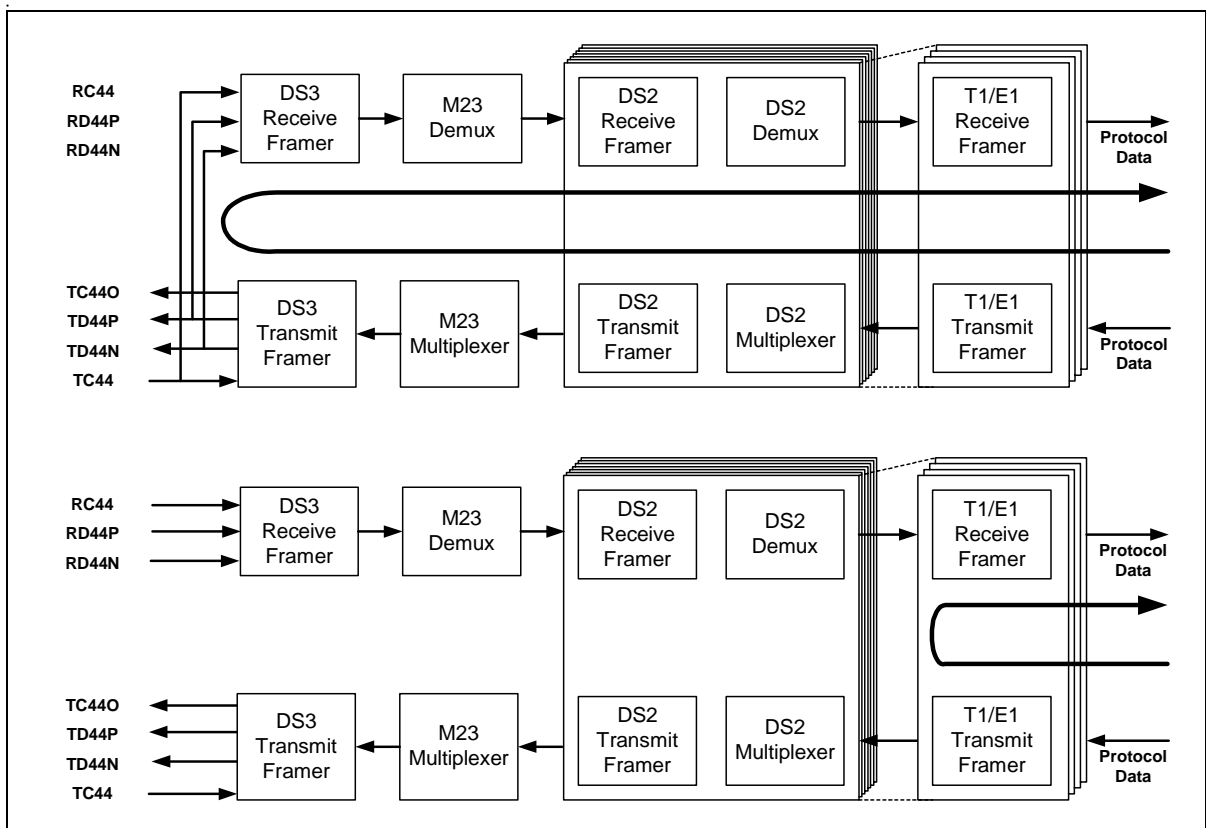 RC44
RD44P
RD44N
DS3
Receive
Framer
M23
Demux
DS2
Receive
Framer
DS2
Demux
T1/E1
Receive
Framer
Protocol
Data
TC44O
TD44P
TD44N
TC44
DS3
Transmit
Framer
M23
Multiplexer
DS2
Transmit
Framer
DS2
Multiplexer
T1/E1
Transmit
Framer
Protocol
Data
RC44
RD44P
RD44N
DS3
Receive
Framer
M23
Demux
DS2
Receive
Framer
DS2
Demux
T1/E1
Receive
Framer
Protocol
Data
TC44O
TD44P
TD44N
TC44
DS3
Transmit
Framer
M23
Multiplexer
DS2
Transmit
Framer
DS2
Multiplexer
T1/E1
Transmit
Framer
Protocol
Data